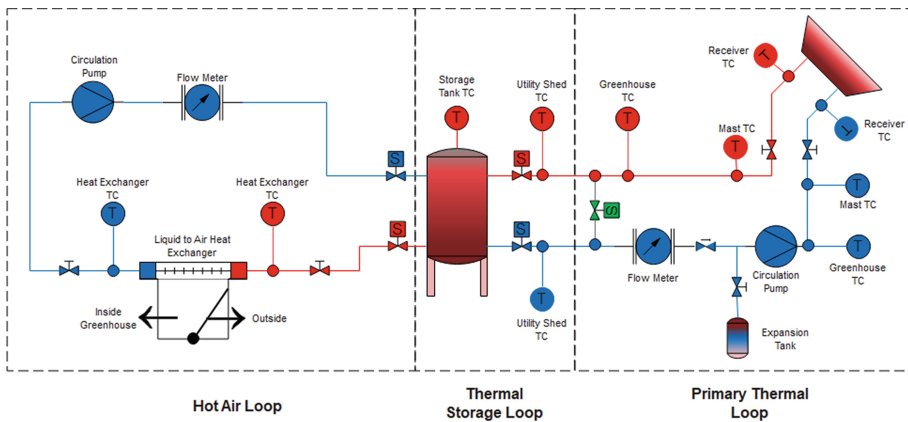 Circulation
Pump
Flow Meter
S
Heat Exchanger
TC
T
Heat Exchanger
TC
T
S
Liquid to Air Heat
Exchanger
Inside
Greenhouse
Outside
Hot Air Loop
Storage
Tank TC
T
Utility Shed
TC
T
S
S
T
Utility Shed
TC
Thermal
Storage Loop
Greenhouse
TC
T
Receiver
TC
T
Mast TC
T
T
Receiver
TC
S
T
Mast TC
T
Greenhouse
TC
Flow Meter
Circulation
Pump
Expansion
Tank
Primary Thermal
Loop